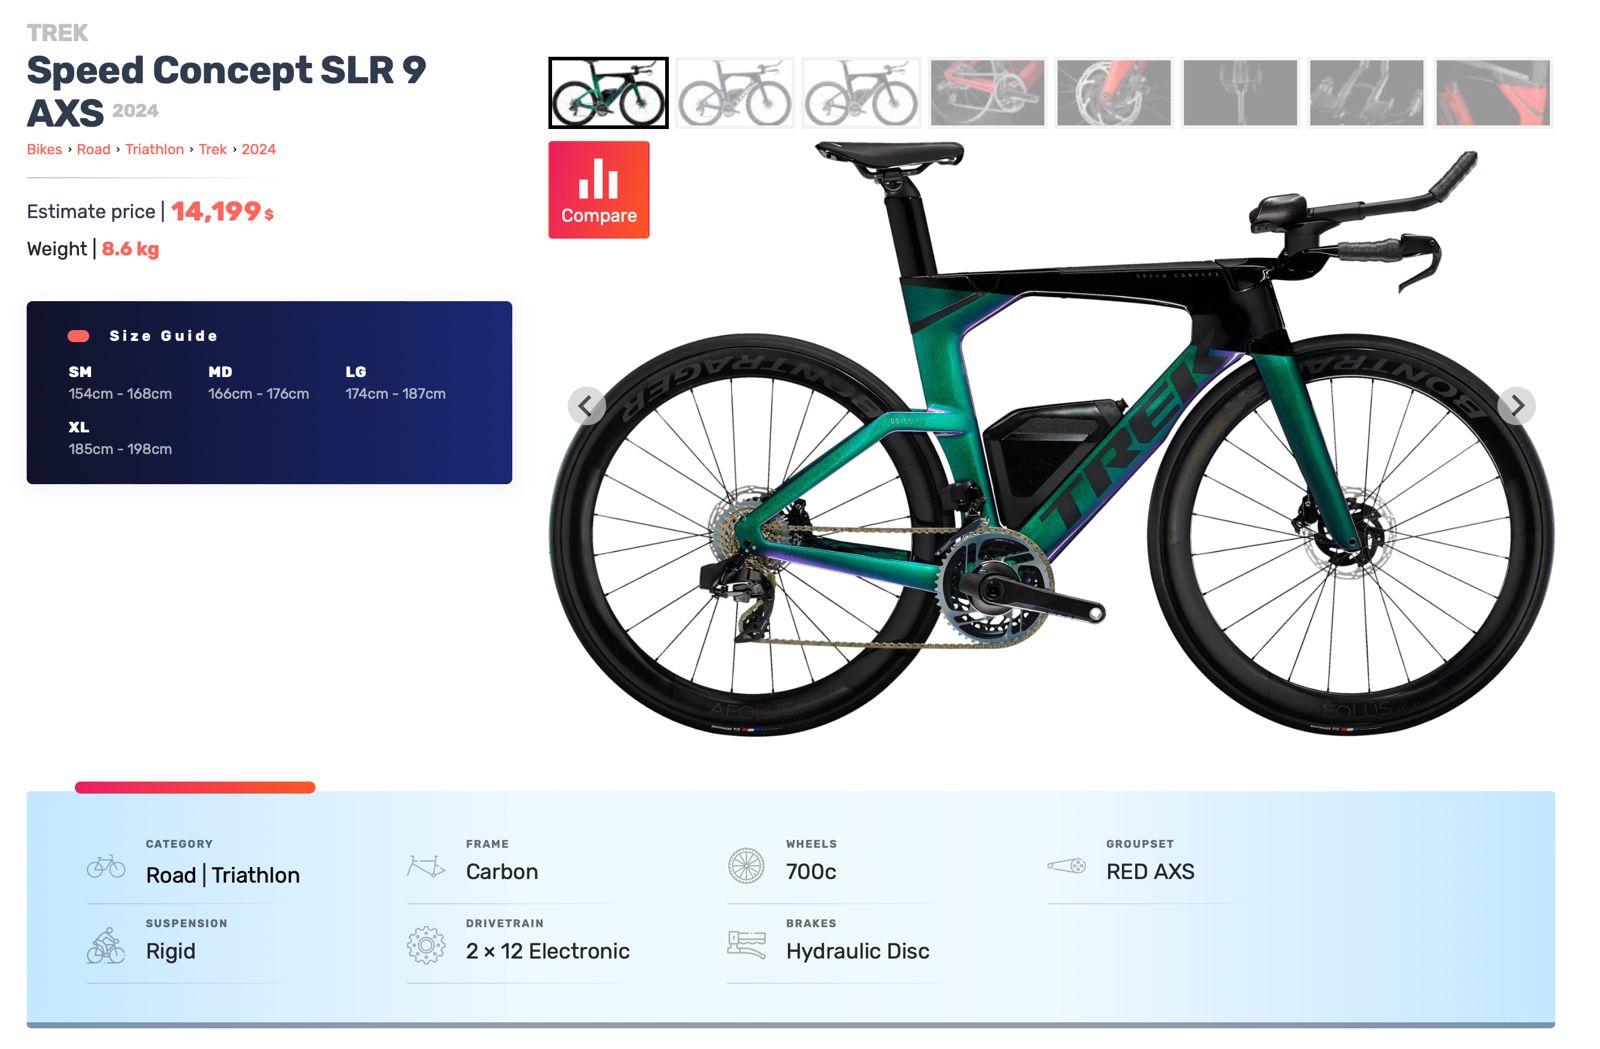 TREK
Speed Concept SLR 9
AXS 2024
Bikes › Road › Triathlon › Trek › 2024
Estimate price | 14,199 $
Weight | 8.6 kg
Size Guide
SM
154cm - 168cm
MD
166cm - 176cm
LG
174cm - 187cm
XL
185cm - 198cm
Compare
SPEED CONCEPT
BONTRAGER
BONTRA
TREK
AEOLUS
AEOLUS
CATEGORY
Road | Triathlon
FRAME
Carbon
WHEELS
700c
GROUPSET
RED AXS
SUSPENSION
Rigid
DRIVETRAIN
2 × 12 Electronic
BRAKES
Hydraulic Disc